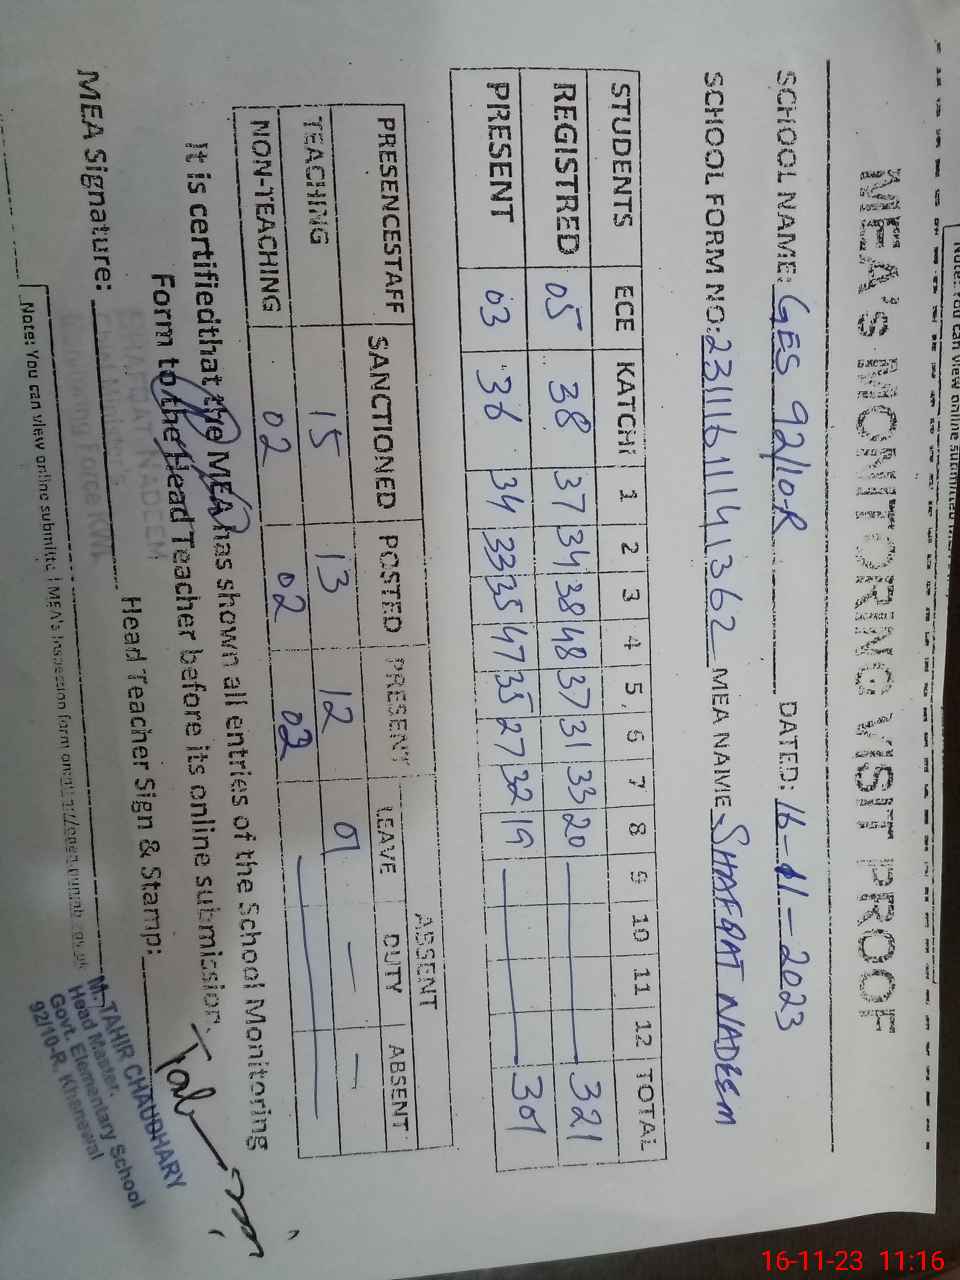 Note: You can view online submitted
MEA'S MONITORING VISIT PROOF
SCHOOL NAME: GES 92/10-R DATED: 16-11-2023
SCHOOL FORM NO: MEA NAME SHAFQAT NADEEM
STUDENTS ECE KATCHI 1 2 3 4 5 6 7 8 9 10 11 12 TOTAL
REGISTRED 05 38 37 34 38 48 37 31 33 20 321
PRESENT 03 36 34 33 35 47 35 27 32 19 301
ABSENT
PRESENCESTAFF SANCTIONED POSTED PRESENT LEAVE DUTY ABSENT
TEACHING 15 13 12 01 — —
NON-TEACHING 02 02 02
It is certifiedthat the MEA has shown all entries of the School Monitoring
Form to the Head Teacher before its online submission.
Head Teacher Sign & Stamp:
MEA Signature:
SHAFQAT NADEEM
M. TAHIR CHAUDHARY
Head Master.
Govt. Elementary School
92/10-R, Khanewal
Note: You can view online submitte MEA's Inspection form on
16-11-23 11:16